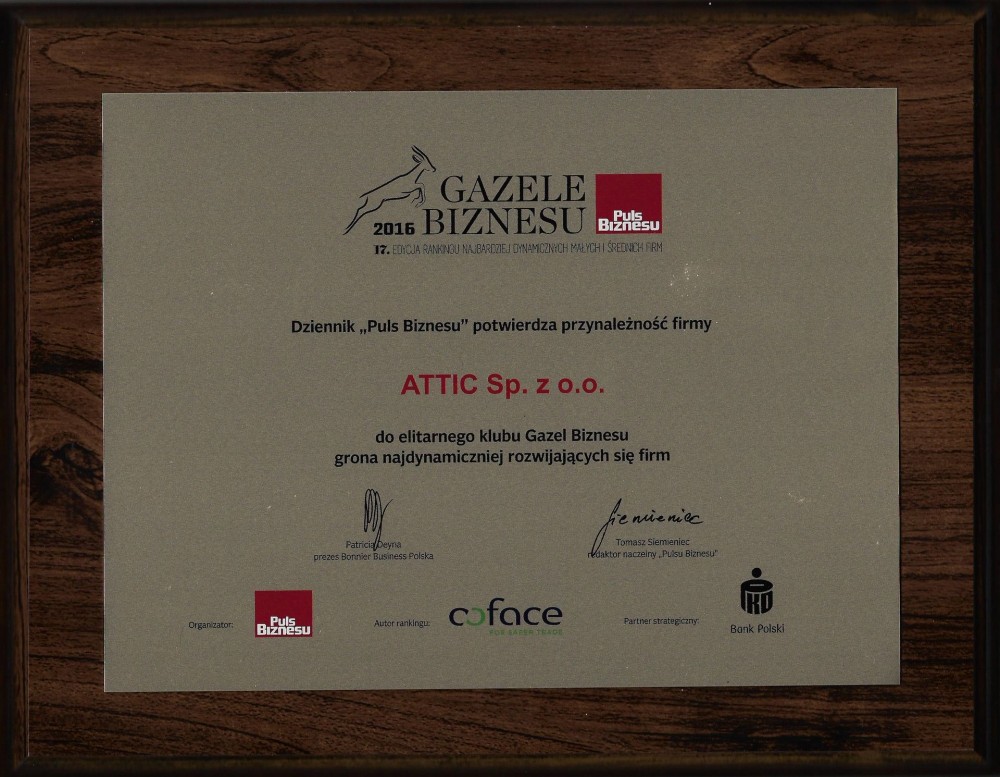 GAZELE
2016 BIZNESU
Puls
Biznesu
17. EDYCJA RANKINGU NAJBARDZIEJ DYNAMICZNYCH MAŁYCH I ŚREDNICH FIRM
Dziennik „Puls Biznesu” potwierdza przynależność firmy
ATTIC Sp. z o.o.
do elitarnego klubu Gazel Biznesu
grona najdynamiczniej rozwijających się firm
Siemieniec
Patricia Deyna
prezes Bonnier Business Polska
Tomasz Siemieniec
redaktor naczelny „Pulsu Biznesu”
Organizator:
Puls
Biznesu
Autor rankingu:
coface
FOR SAFER TRADE
Partner strategiczny:
PKO
Bank Polski